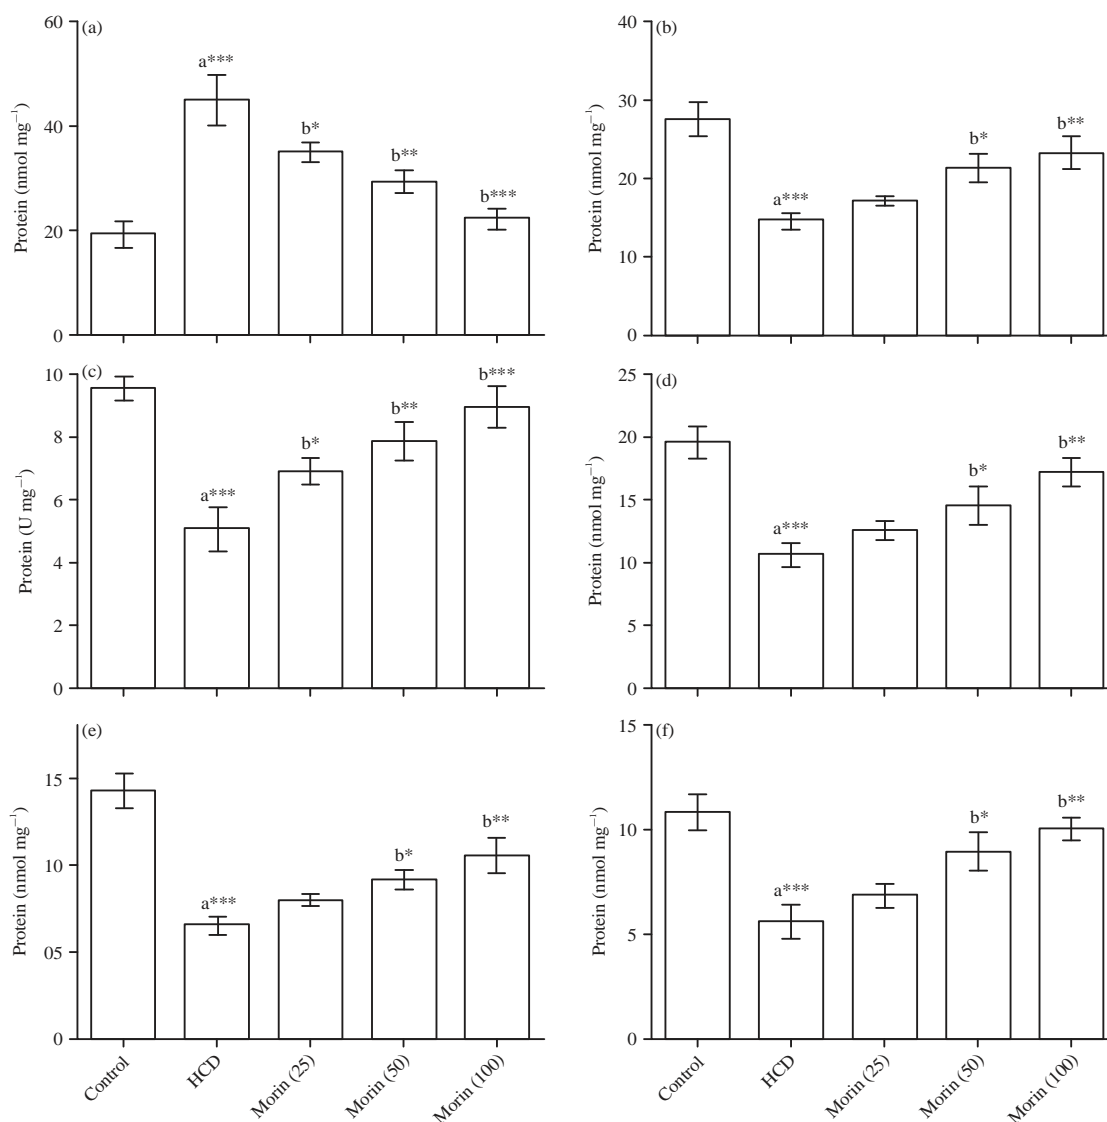 (a)
Protein (nmol mg⁻¹)
60
40
20
0
a***
b*
b**
b***
(b)
Protein (nmol mg⁻¹)
40
30
20
10
0
a***
b*
b**
(c)
Protein (U mg⁻¹)
10
8
6
4
2
0
a***
b*
b**
b***
(d)
Protein (nmol mg⁻¹)
25
20
15
10
5
0
a***
b*
b**
(e)
Protein (nmol mg⁻¹)
15
10
05
0
a***
b*
b**
Control
HCD
Morin (25)
Morin (50)
Morin (100)
(f)
Protein (nmol mg⁻¹)
15
10
5
0
a***
b*
b**
Control
HCD
Morin (25)
Morin (50)
Morin (100)